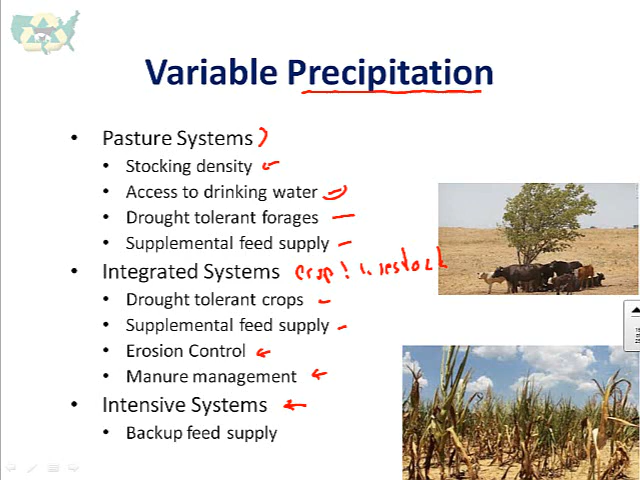 Variable Precipitation
• Pasture Systems
• Stocking density
• Access to drinking water
• Drought tolerant forages
• Supplemental feed supply
• Integrated Systems crop livestock
• Drought tolerant crops
• Supplemental feed supply
• Erosion Control
• Manure management
• Intensive Systems
• Backup feed supply